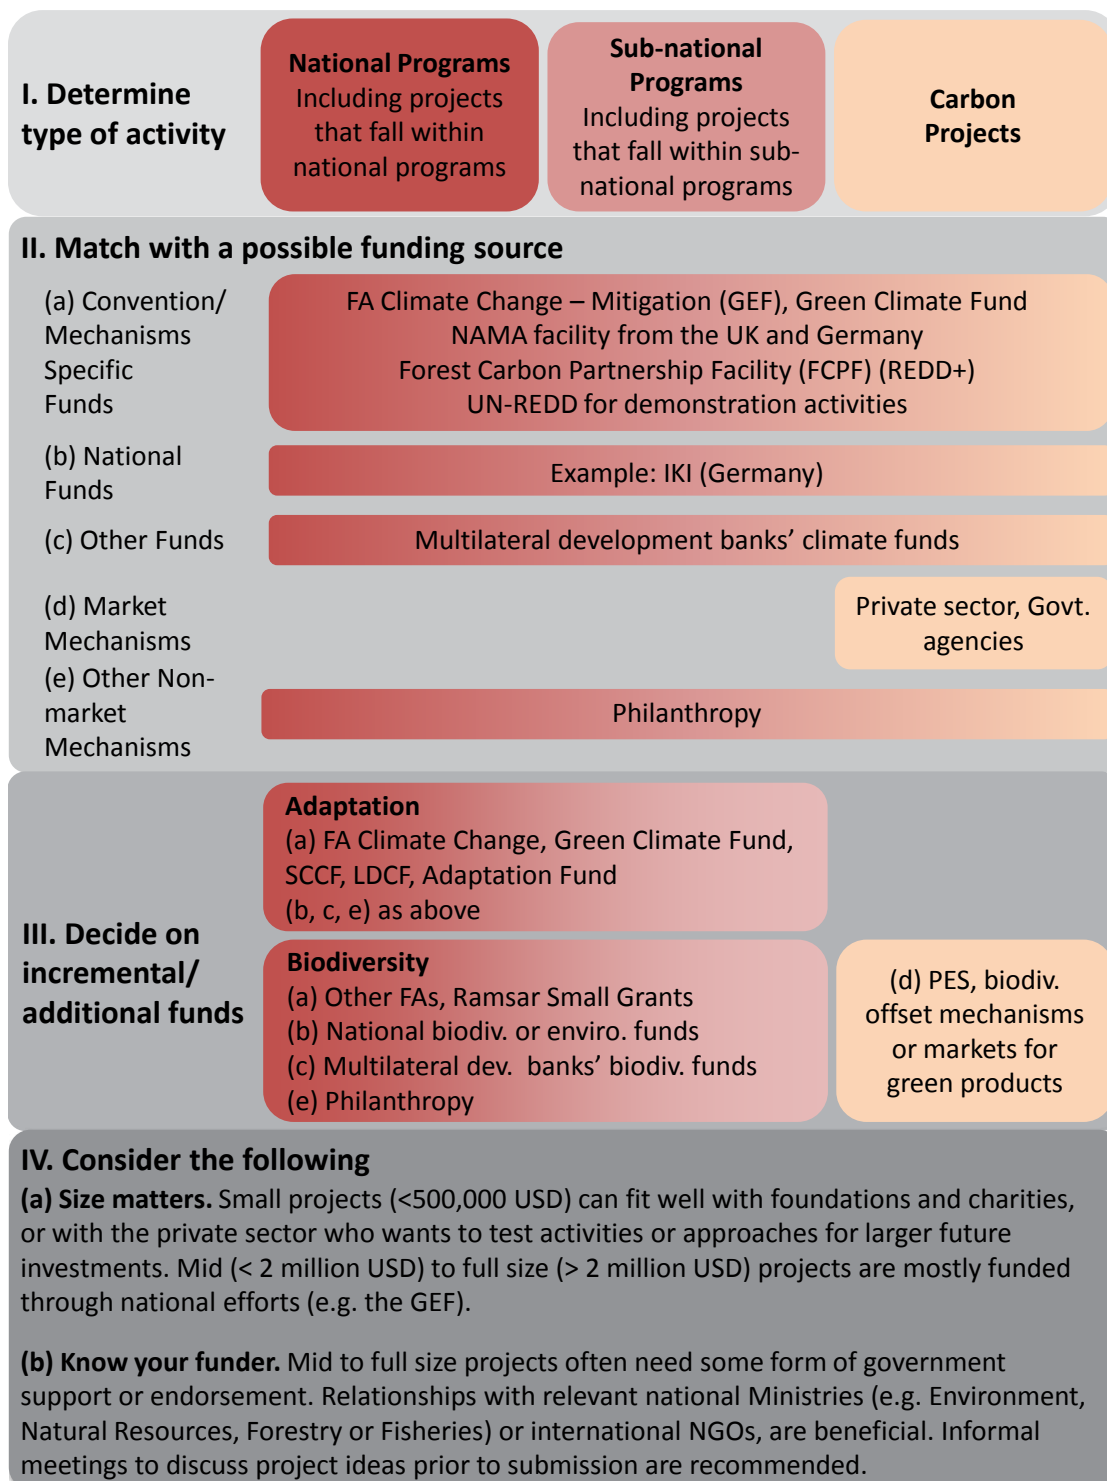 I. Determine
type of activity
National Programs
Including projects
that fall within
national programs
Sub-national
Programs
Including projects
that fall within sub-
national programs
Carbon
Projects
II. Match with a possible funding source
(a) Convention/
Mechanisms
Specific
Funds
FA Climate Change – Mitigation (GEF), Green Climate Fund
NAMA facility from the UK and Germany
Forest Carbon Partnership Facility (FCPF) (REDD+)
UN-REDD for demonstration activities
(b) National
Funds
Example: IKI (Germany)
(c) Other Funds
Multilateral development banks’ climate funds
(d) Market
Mechanisms
Private sector, Govt.
agencies
(e) Other Non-
market
Mechanisms
Philanthropy
III. Decide on
incremental/
additional funds
Adaptation
(a) FA Climate Change, Green Climate Fund,
SCCF, LDCF, Adaptation Fund
(b, c, e) as above
Biodiversity
(a) Other FAs, Ramsar Small Grants
(b) National biodiv. or enviro. funds
(c) Multilateral dev. banks’ biodiv. funds
(e) Philanthropy
(d) PES, biodiv.
offset mechanisms
or markets for
green products
IV. Consider the following
(a) Size matters. Small projects (<500,000 USD) can fit well with foundations and charities,
or with the private sector who wants to test activities or approaches for larger future
investments. Mid (< 2 million USD) to full size (> 2 million USD) projects are mostly funded
through national efforts (e.g. the GEF).
(b) Know your funder. Mid to full size projects often need some form of government
support or endorsement. Relationships with relevant national Ministries (e.g. Environment,
Natural Resources, Forestry or Fisheries) or international NGOs, are beneficial. Informal
meetings to discuss project ideas prior to submission are recommended.